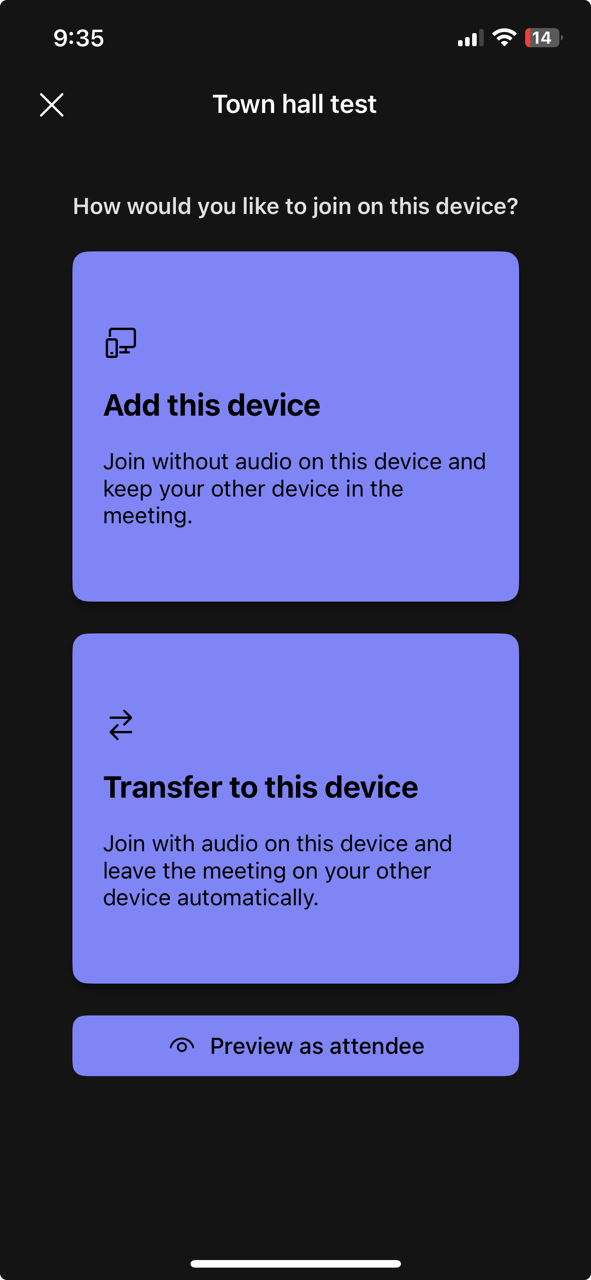 9:35
14
Town hall test
How would you like to join on this device?
Add this device
Join without audio on this device and
keep your other device in the
meeting.
Transfer to this device
Join with audio on this device and
leave the meeting on your other
device automatically.
Preview as attendee